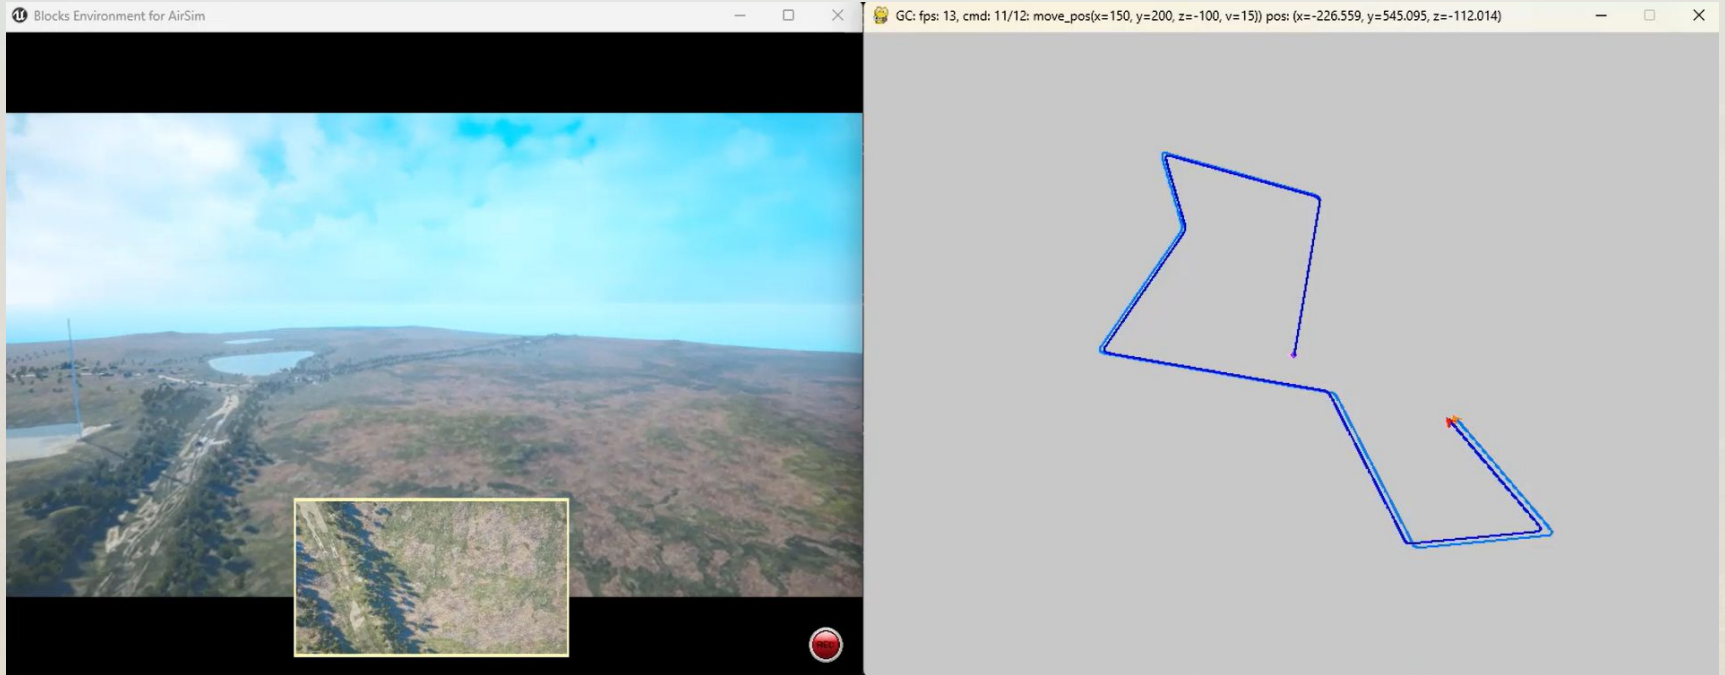 Blocks Environment for AirSim
GC: fps: 13, cmd: 11/12: move_pos(x=150, y=200, z=-100, v=15)) pos: (x=-226.559, y=545.095, z=-112.014)
REC